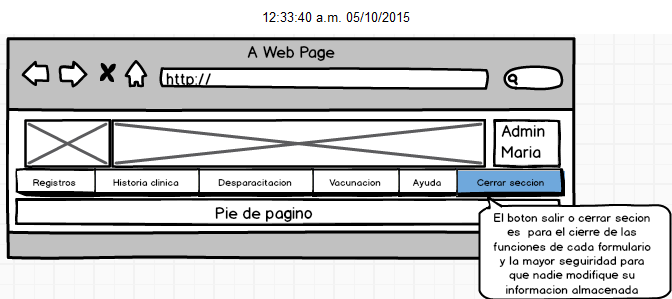 12:33:40 a.m. 05/10/2015
A Web Page
http://
Admin
Maria
Registros
Historia clinica
Desparacitacion
Vacunacion
Ayuda
Cerrar seccion
Pie de pagino
El boton salir o cerrar secion
es para el cierre de las
funciones de cada formulario
y la mayor seguiridad para
que nadie modifique su
informacion almacenada